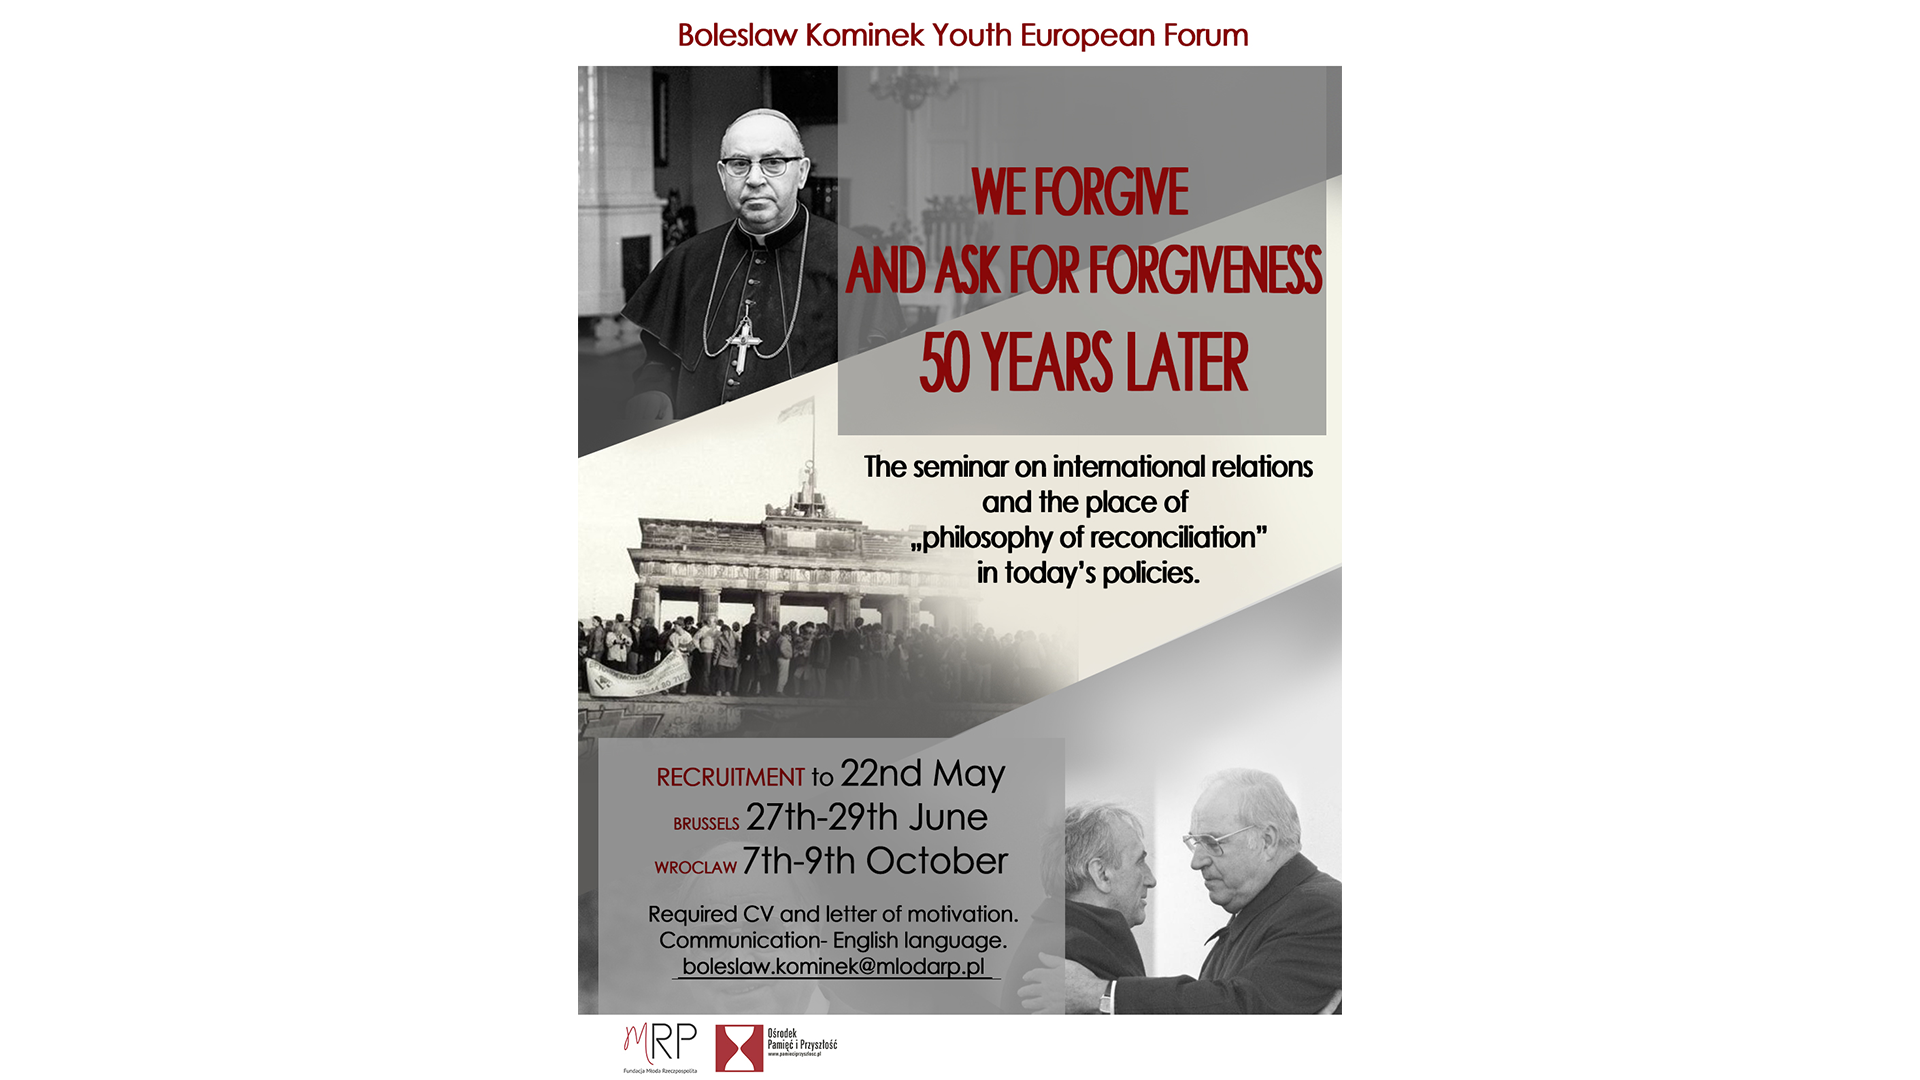 Boleslaw Kominek Youth European Forum
WE FORGIVE
AND ASK FOR FORGIVENESS
50 YEARS LATER
The seminar on international relations
and the place of
„philosophy of reconciliation”
in today’s policies.
RECRUITMENT to 22nd May
BRUSSELS 27th-29th June
WROCLAW 7th-9th October
Required CV and letter of motivation.
Communication- English language.
boleslaw.kominek@mlodarp.pl
MRP
Fundacja Młoda Rzeczpospolita
Ośrodek
Pamięć i Przyszłość
www.pamieciprzyszlosc.pl